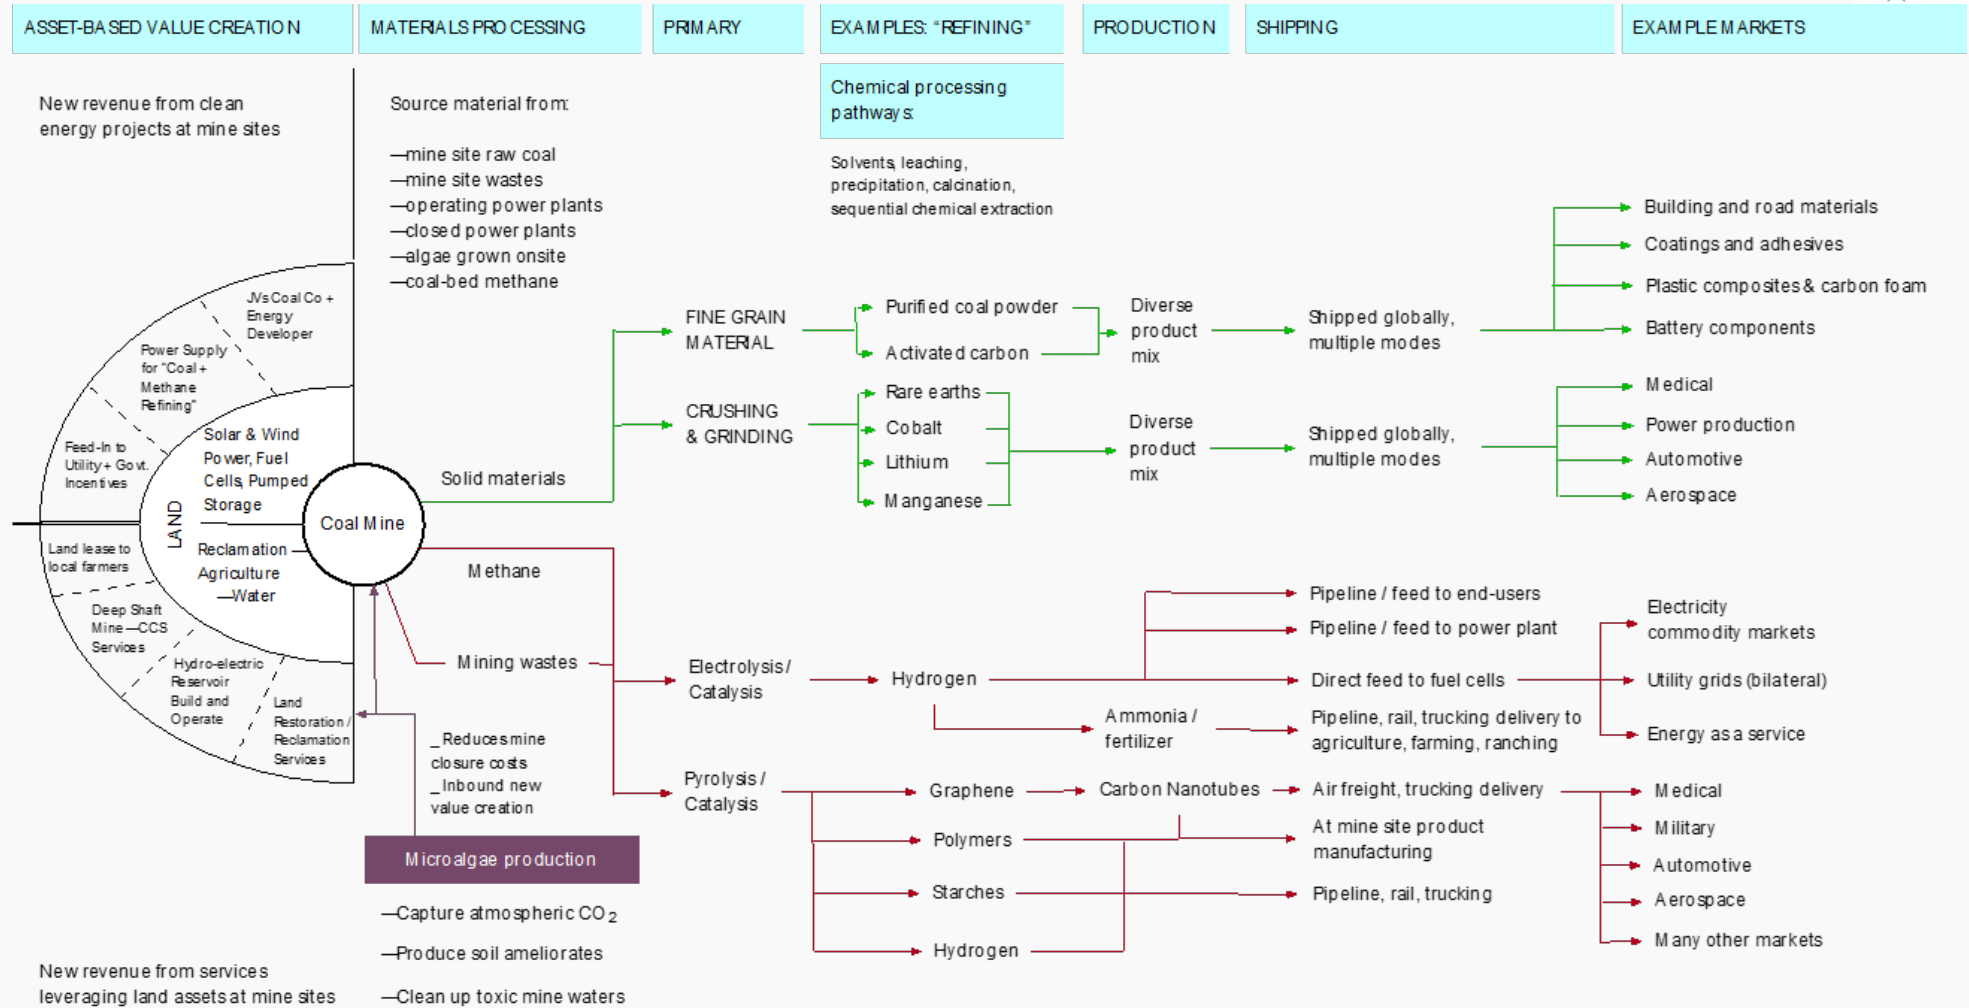 ASSET-BASED VALUE CREATION
MATERIALS PROCESSING
PRIMARY
EXAMPLES: “REFINING”
PRODUCTION
SHIPPING
EXAMPLE MARKETS
New revenue from clean
energy projects at mine sites
JVs Coal Co +
Energy
Developer
Power Supply
for "Coal +
Methane
Refining"
Feed-In to
Utility + Govt.
Incentives
Land lease to
local farmers
Deep Shaft
Mine —CCS
Services
Hydro-electric
Reservoir
Build and
Operate
Land
Restoration /
Reclamation
Services
LAND
Solar & Wind
Power, Fuel
Cells, Pumped
Storage
Reclamation
Agriculture
—Water
Coal Mine
New revenue from services
leveraging land assets at mine sites
Source material from:
—mine site raw coal
—mine site wastes
—operating power plants
—closed power plants
—algae grown onsite
—coal-bed methane
Solid materials
Methane
Mining wastes
_ Reduces mine
closure costs
_ Inbound new
value creation
Microalgae production
—Capture atmospheric CO2
—Produce soil ameliorates
—Clean up toxic mine waters
FINE GRAIN
MATERIAL
CRUSHING
& GRINDING
Electrolysis /
Catalysis
Pyrolysis /
Catalysis
Chemical processing
pathways:
Solvents, leaching,
precipitation, calcination,
sequential chemical extraction
Purified coal powder
Activated carbon
Rare earths
Cobalt
Lithium
Manganese
Hydrogen
Graphene
Polymers
Starches
Hydrogen
Diverse
product
mix
Diverse
product
mix
Ammonia /
fertilizer
Carbon Nanotubes
Shipped globally,
multiple modes
Shipped globally,
multiple modes
Pipeline / feed to end-users
Pipeline / feed to power plant
Direct feed to fuel cells
Pipeline, rail, trucking delivery to
agriculture, farming, ranching
Air freight, trucking delivery
At mine site product
manufacturing
Pipeline, rail, trucking
Building and road materials
Coatings and adhesives
Plastic composites & carbon foam
Battery components
Medical
Power production
Automotive
Aerospace
Electricity
commodity markets
Utility grids (bilateral)
Energy as a service
Medical
Military
Automotive
Aerospace
Many other markets